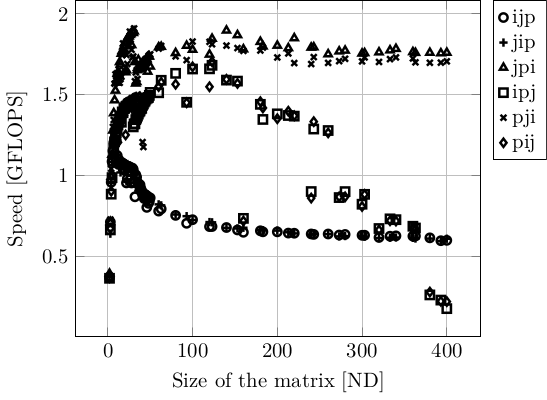 2
1.5
1
0.5
0
100
200
300
400
Size of the matrix [ND]
Speed [GFLOPS]
ijp
jip
jpi
ipj
pji
pij